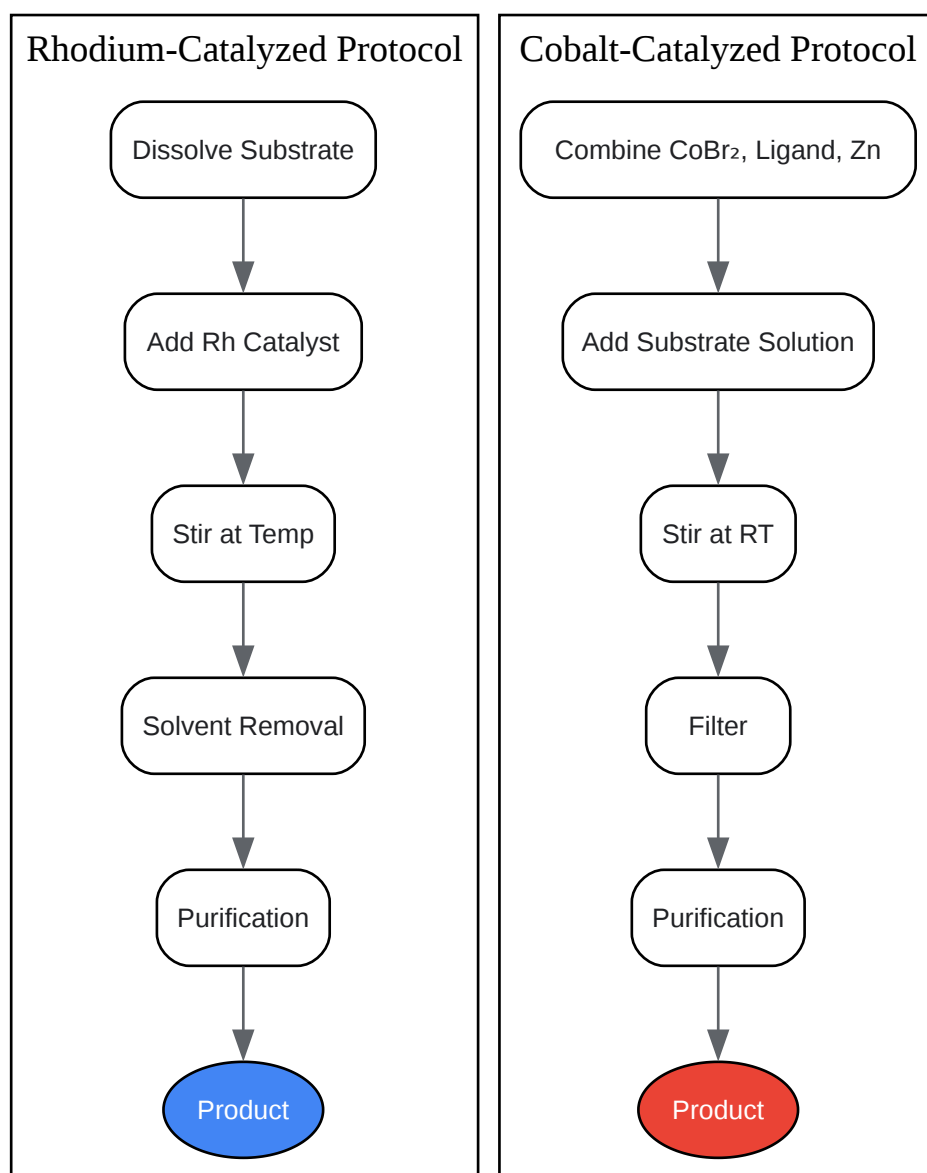 Rhodium-Catalyzed Protocol
Dissolve Substrate
Add Rh Catalyst
Stir at Temp
Solvent Removal
Purification
Product
Cobalt-Catalyzed Protocol
Combine CoBr₂, Ligand, Zn
Add Substrate Solution
Stir at RT
Filter
Purification
Product